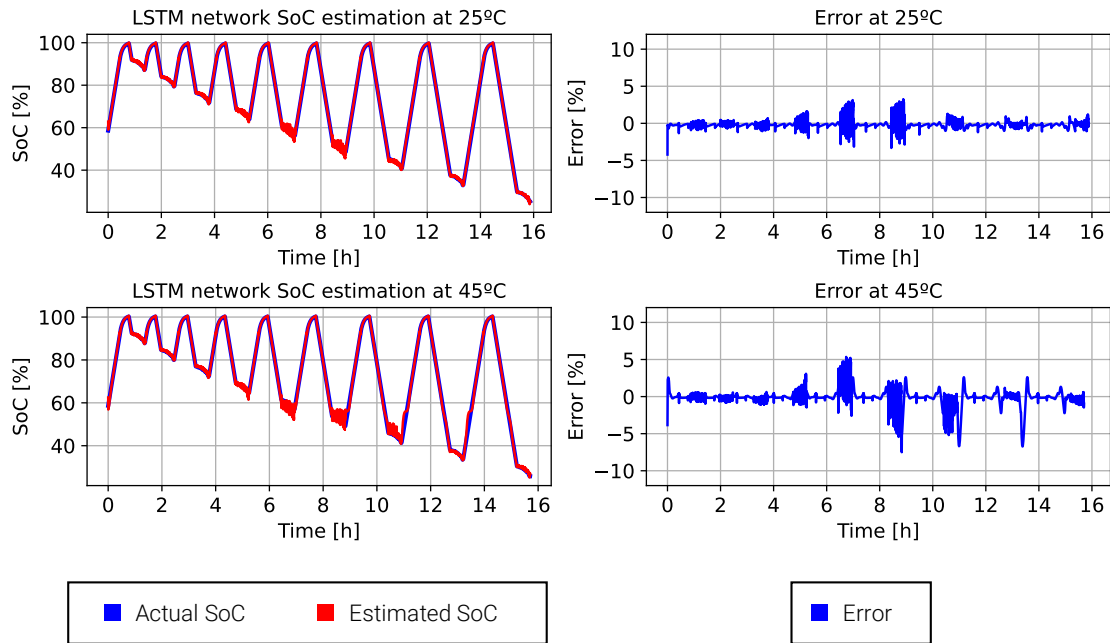 LSTM network SoC estimation at 25ºC
Error at 25ºC
SoC [%]
100
80
60
40
0 2 4 6 8 10 12 14 16
Time [h]
Error [%]
10
5
0
−5
−10
0 2 4 6 8 10 12 14 16
Time [h]
LSTM network SoC estimation at 45ºC
Error at 45ºC
SoC [%]
100
80
60
40
0 2 4 6 8 10 12 14 16
Time [h]
Error [%]
10
5
0
−5
−10
0 2 4 6 8 10 12 14 16
Time [h]
Actual SoC Estimated SoC
Error